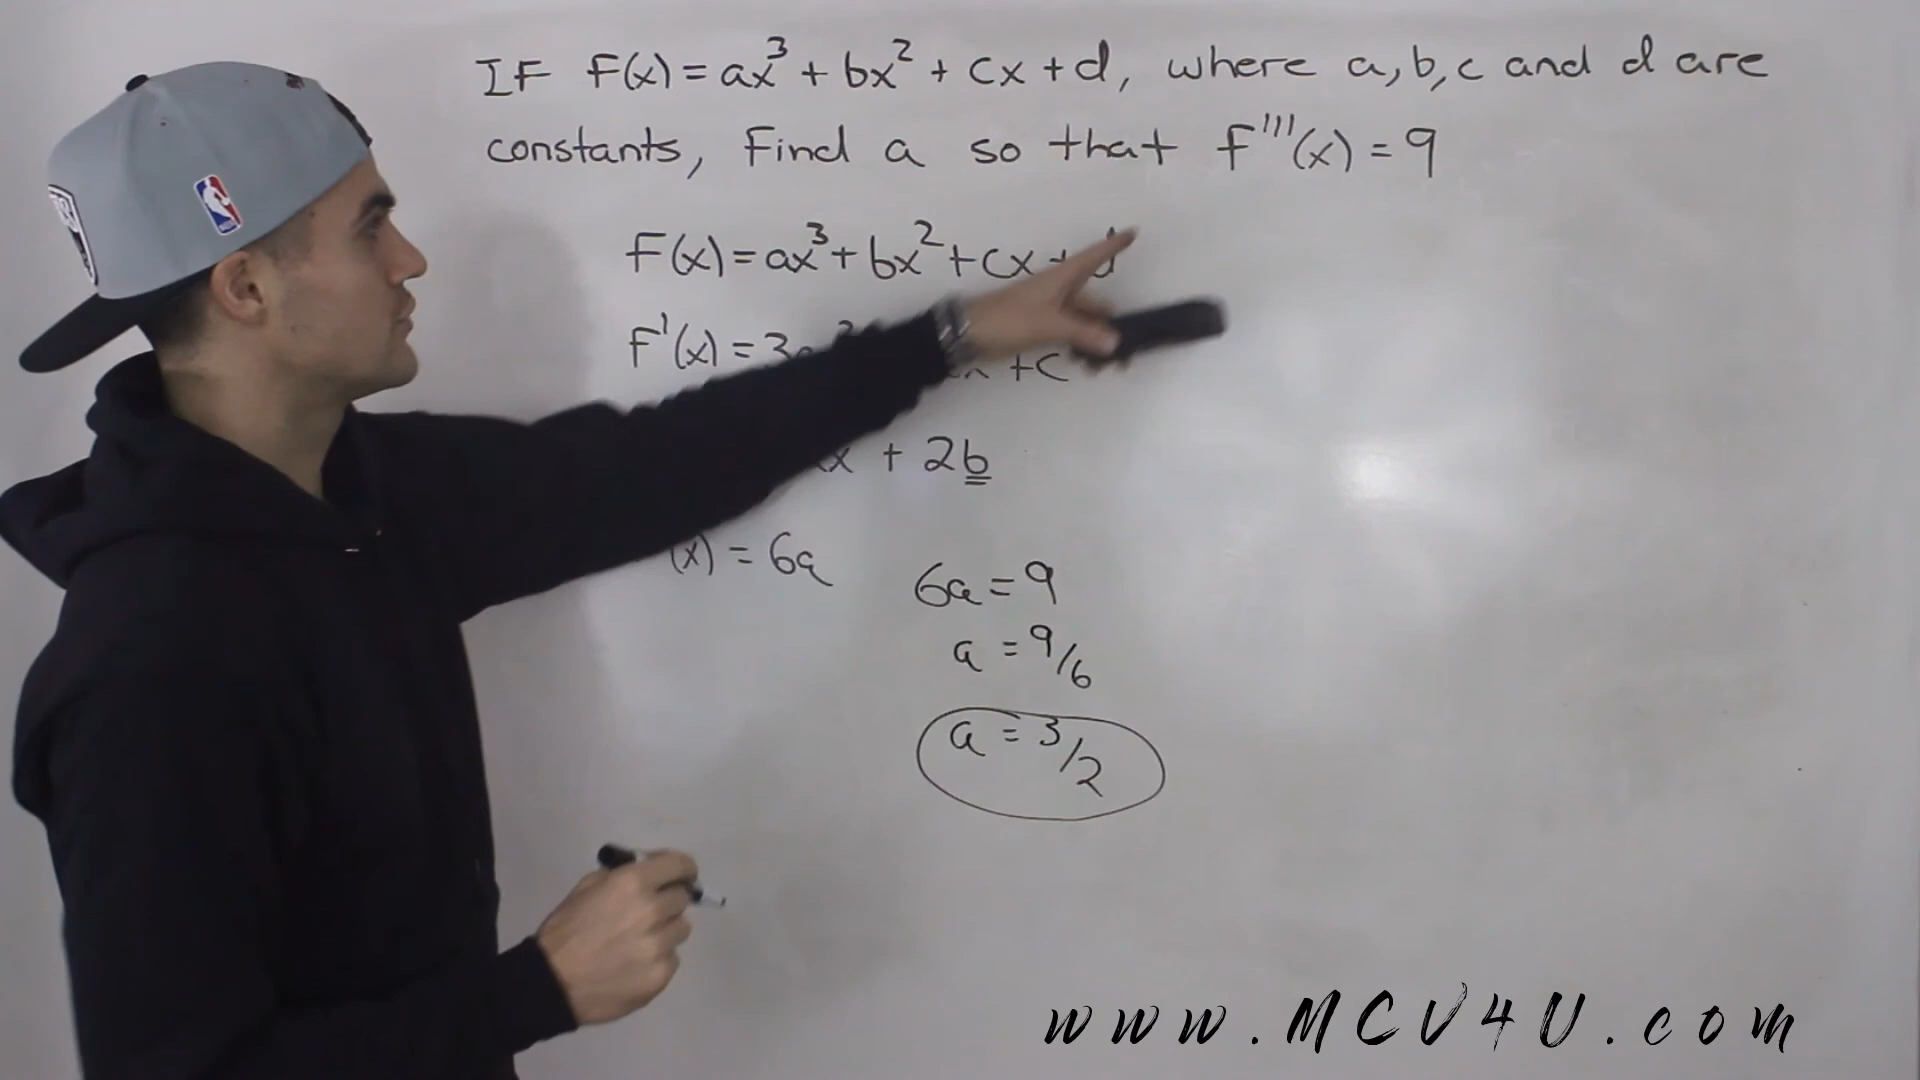 IF F(x) = ax³ + bx² + cx + d, where a, b, c and d are
constants, Find a so that F'''(x) = 9
F(x) = ax³ + bx² + cx + d
F'(x) = 3 + c
x + 2b
(x) = 6a
6a = 9
a = 9/6
a = 3/2
www.MCV4U.com